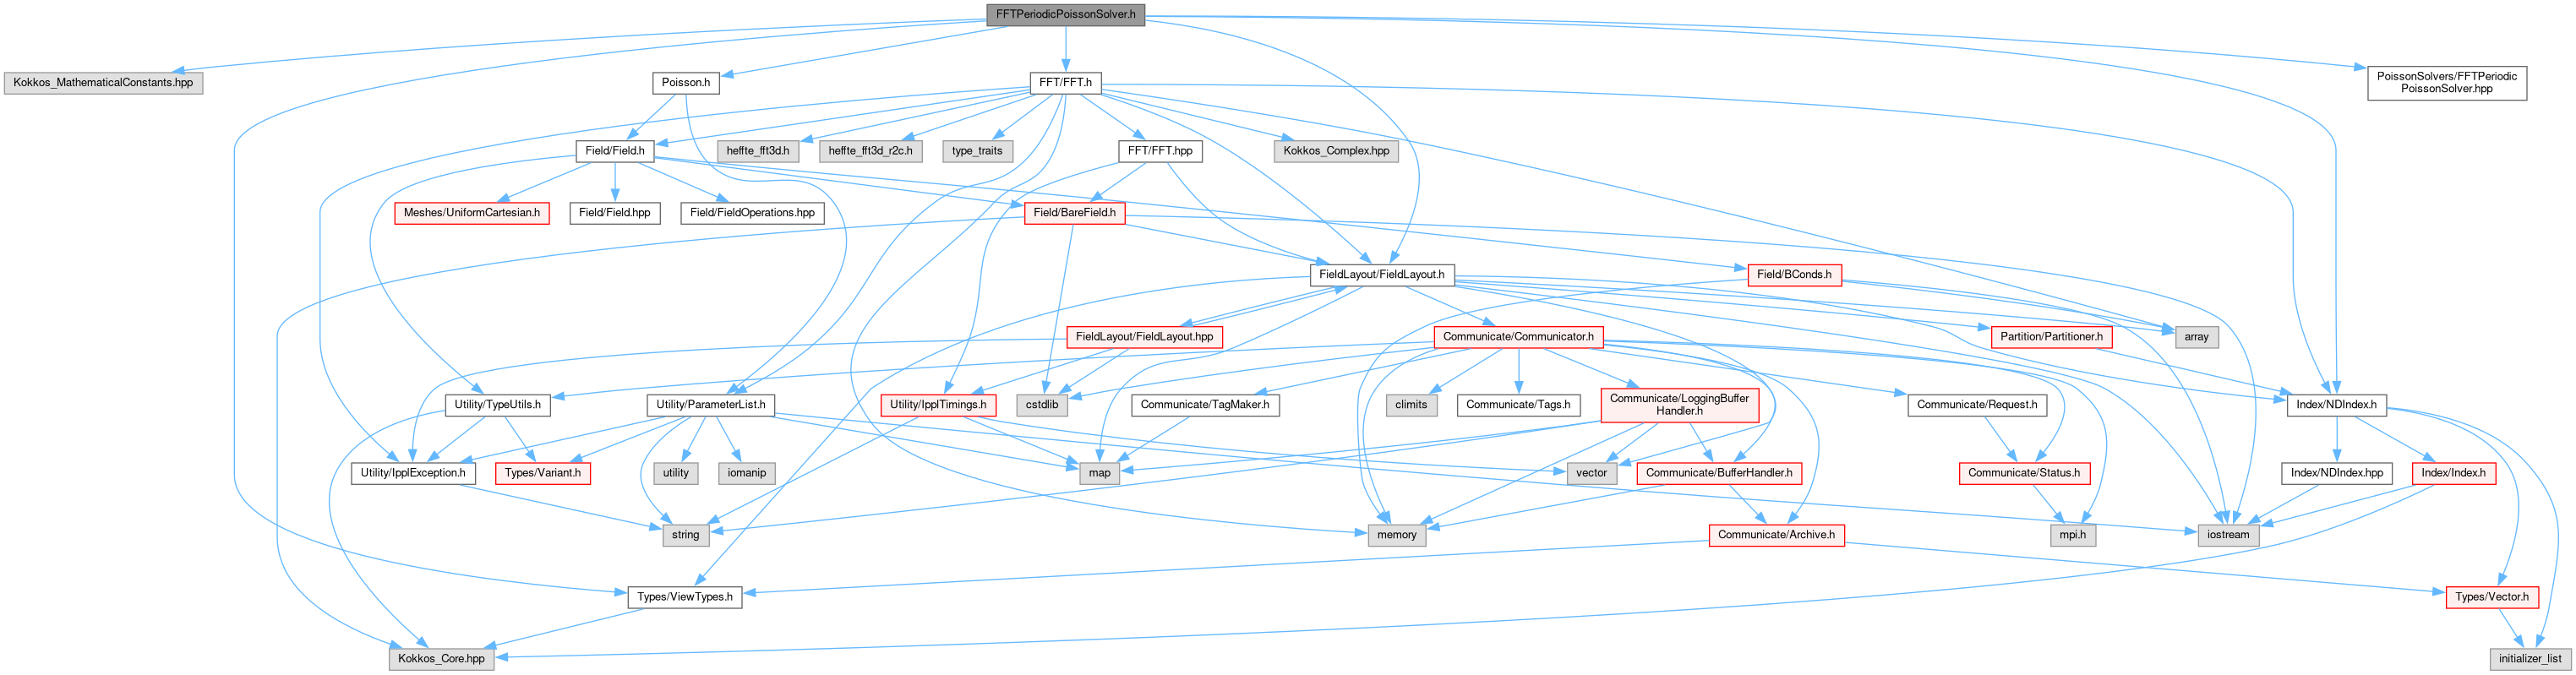 FFTPeriodicPoissonSolver.h
Kokkos_MathematicalConstants.hpp
Poisson.h
FFT/FFT.h
PoissonSolvers/FFTPeriodic
PoissonSolver.hpp
Field/Field.h
heffte_fft3d.h
heffte_fft3d_r2c.h
type_traits
FFT/FFT.hpp
Kokkos_Complex.hpp
Meshes/UniformCartesian.h
Field/Field.hpp
Field/FieldOperations.hpp
Field/BareField.h
FieldLayout/FieldLayout.h
Field/BConds.h
FieldLayout/FieldLayout.hpp
Communicate/Communicator.h
Partition/Partitioner.h
array
Utility/TypeUtils.h
Utility/ParameterList.h
Utility/IpplTimings.h
cstdlib
Communicate/TagMaker.h
climits
Communicate/Tags.h
Communicate/LoggingBuffer
Handler.h
Communicate/Request.h
Index/NDIndex.h
Utility/IpplException.h
Types/Variant.h
utility
iomanip
map
vector
Communicate/BufferHandler.h
Communicate/Status.h
Index/NDIndex.hpp
Index/Index.h
string
memory
Communicate/Archive.h
mpi.h
iostream
Types/ViewTypes.h
Types/Vector.h
Kokkos_Core.hpp
initializer_list